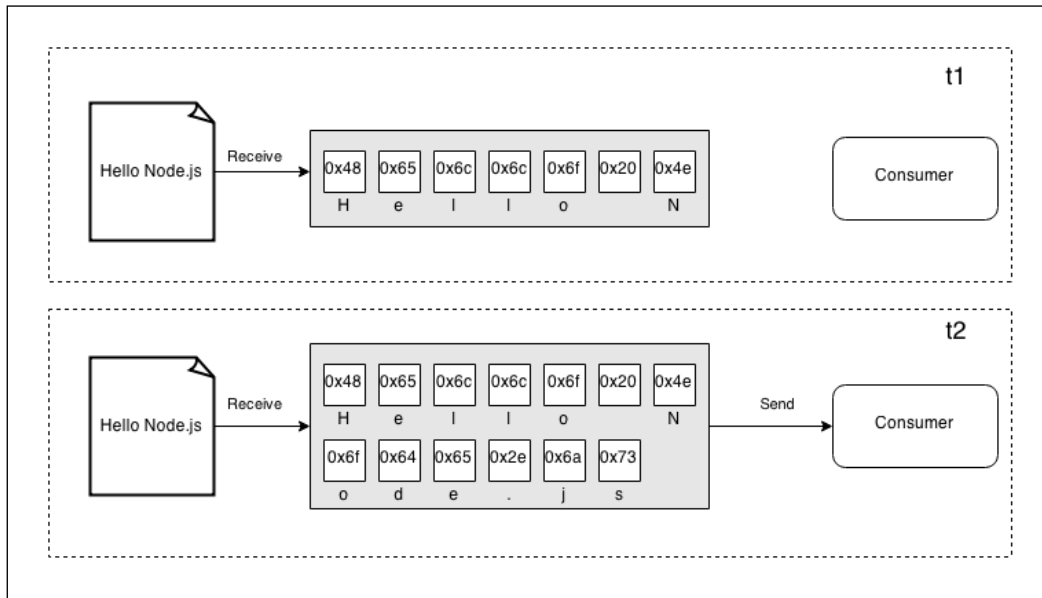 t1
Hello Node.js
Receive
0x48 0x65 0x6c 0x6c 0x6f 0x20 0x4e
H e l l o N
Consumer
t2
Hello Node.js
Receive
0x48 0x65 0x6c 0x6c 0x6f 0x20 0x4e
H e l l o N
0x6f 0x64 0x65 0x2e 0x6a 0x73
o d e . j s
Send
Consumer